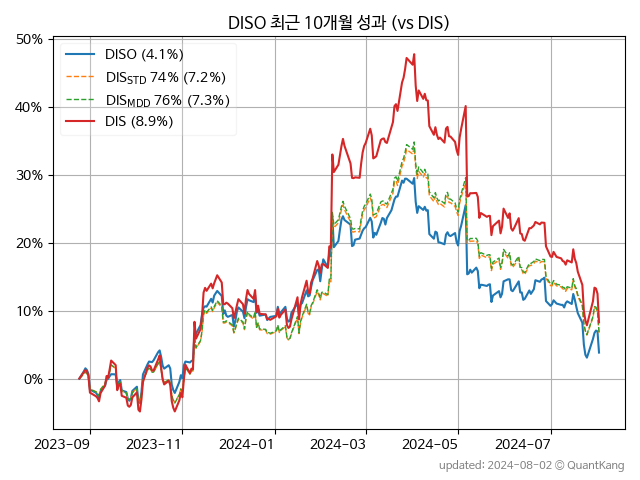 DISO 최근 10개월 성과 (vs DIS)
50%
40%
30%
20%
10%
0%
DISO (4.1%)
DISSTD 74% (7.2%)
DISMDD 76% (7.3%)
DIS (8.9%)
2023-09 2023-11 2024-01 2024-03 2024-05 2024-07
updated: 2024-08-02 © QuantKang